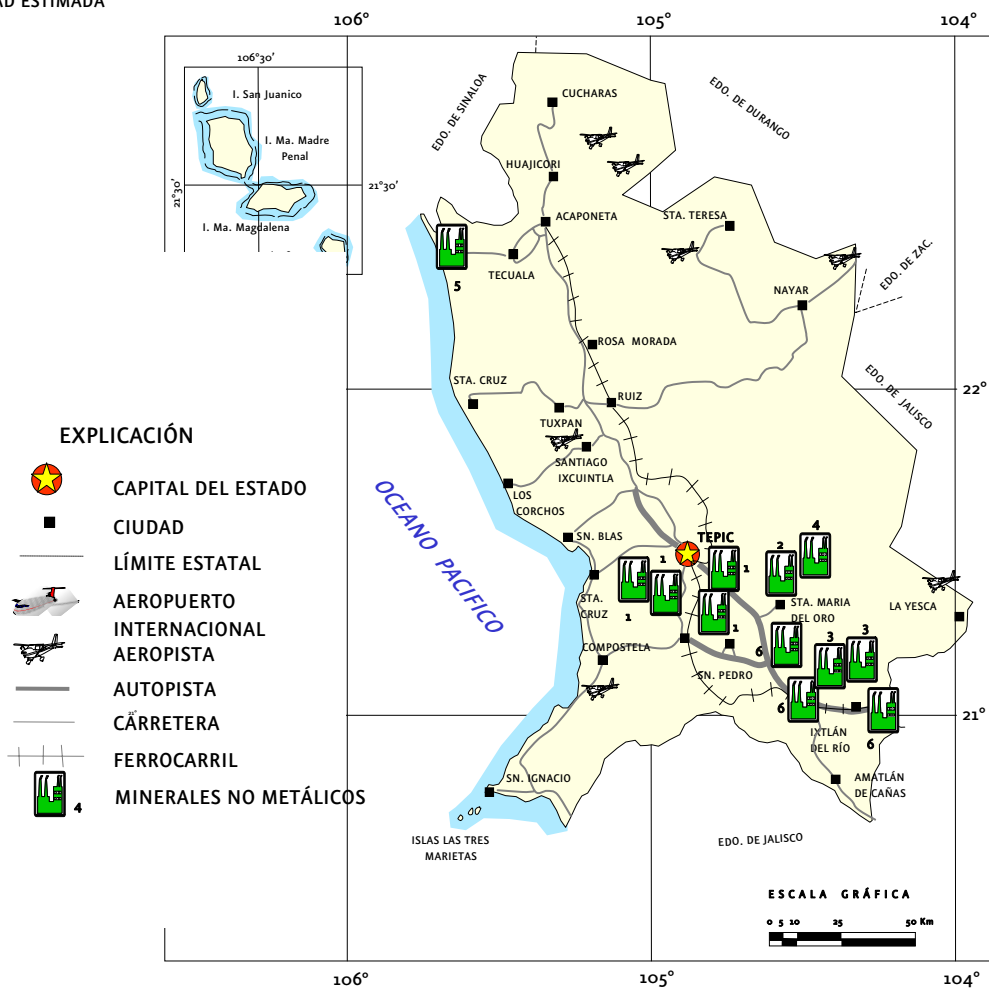 AD ESTIMADA
106°
105°
104°
106°30'
I. San Juanico
I. Ma. Madre
Penal
21°30'
21°30'
I. Ma. Magdalena
EDO. DE SINALOA
EDO. DE DURANGO
CUCHARAS
HUAJICORI
ACAPONETA
STA. TERESA
TECUALA
5
NAYAR
EDO. DE ZAC.
ROSA MORADA
STA. CRUZ
RUIZ
22°
TUXPAN
EDO. DE JALISCO
SANTIAGO
IXCUINTLA
LOS
CORCHOS
OCEANO PACIFICO
SN. BLAS
TEPIC
1
1
2
4
STA.
CRUZ
1
1
STA. MARIA
DEL ORO
LA YESCA
COMPOSTELA
6
3
3
SN. PEDRO
6
6
21°
IXTLÁN
DEL RÍO
SN. IGNACIO
AMATLÁN
DE CAÑAS
ISLAS LAS TRES
MARIETAS
EDO. DE JALISCO
EXPLICACIÓN
CAPITAL DEL ESTADO
CIUDAD
LÍMITE ESTATAL
AEROPUERTO
INTERNACIONAL
AEROPISTA
AUTOPISTA
21°
CARRETERA
FERROCARRIL
MINERALES NO METÁLICOS
4
ESCALA GRÁFICA
0 5 10 25 50 Km
106°
105°
104°